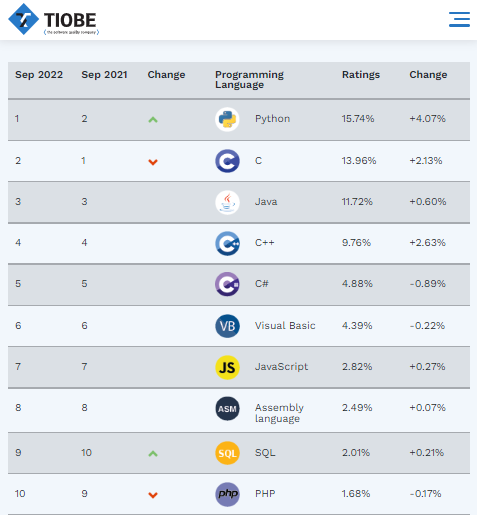 TIOBE
(the software quality company)
Sep 2022 Sep 2021 Change Programming Language Ratings Change
1 2 Python 15.74% +4.07%
2 1 C 13.96% +2.13%
3 3 Java 11.72% +0.60%
4 4 C++ 9.76% +2.63%
5 5 C# 4.88% -0.89%
6 6 VB Visual Basic 4.39% -0.22%
7 7 JS JavaScript 2.82% +0.27%
8 8 ASM Assembly language 2.49% +0.07%
9 10 SQL SQL 2.01% +0.21%
10 9 php PHP 1.68% -0.17%